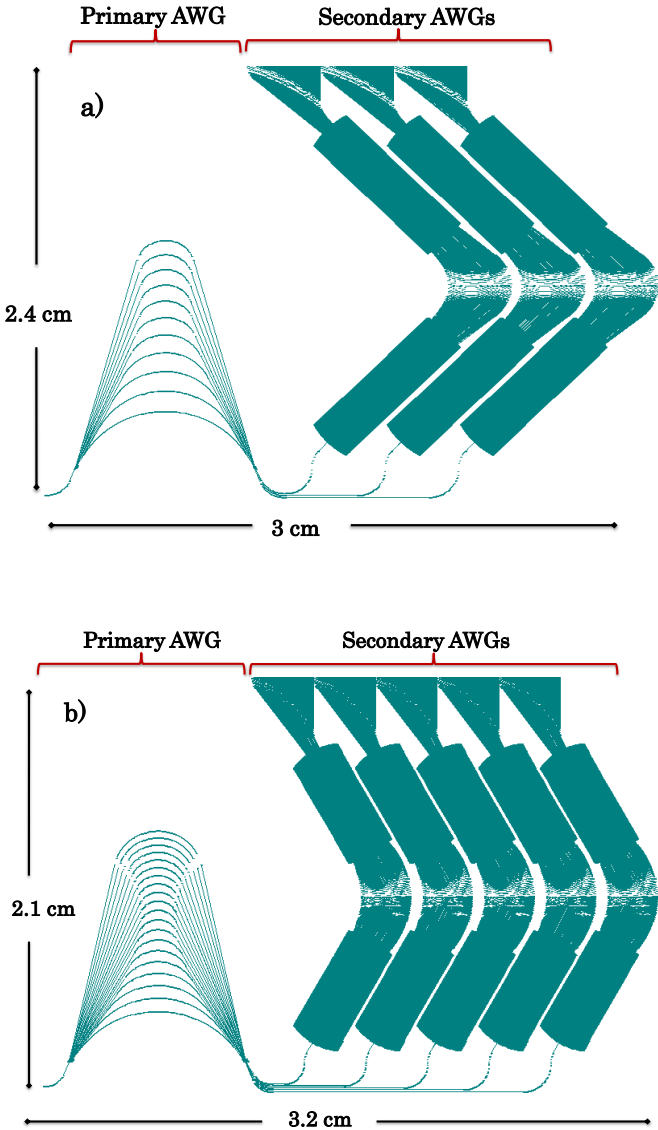 Primary AWG
Secondary AWGs
a)
2.4 cm
3 cm
Primary AWG
Secondary AWGs
b)
2.1 cm
3.2 cm